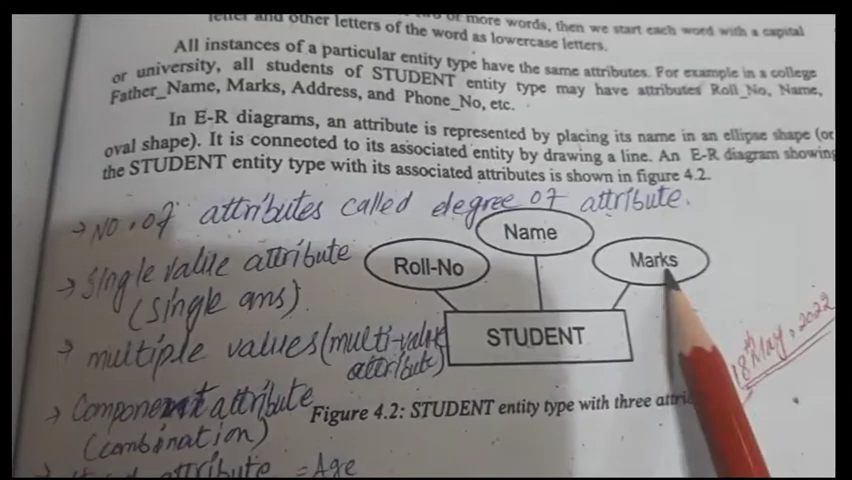 or more words, then we start each word with a capital
letter and other letters of the word as lowercase letters.
All instances of a particular entity type have the same attributes. For example in a college
or university, all students of STUDENT entity type may have attributes Roll_No, Name,
Father_Name, Marks, Address, and Phone_No, etc.
In E-R diagrams, an attribute is represented by placing its name in an ellipse shape (or
oval shape). It is connected to its associated entity by drawing a line. An E-R diagram showing
the STUDENT entity type with its associated attributes is shown in figure 4.2.
→ No. of attributes called degree of attribute.
→ Single value attribute
(Single ans)
→ multiple values (multi-value
attribute)
→ Component attribute
(combination)
attribute = Age
Name
Roll-No
Marks
STUDENT
18th May, 2022
Figure 4.2: STUDENT entity type with three